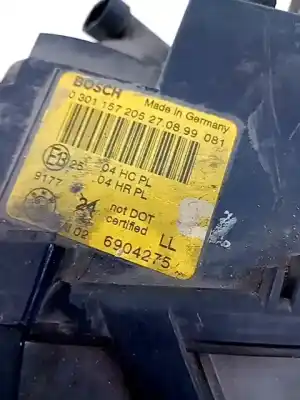 BOSCH Made in Germany
0 301 157 205 27.08.99 081
25 04 HC PL
9177 04 HR PL
not DOT
certified LL
02 6904275